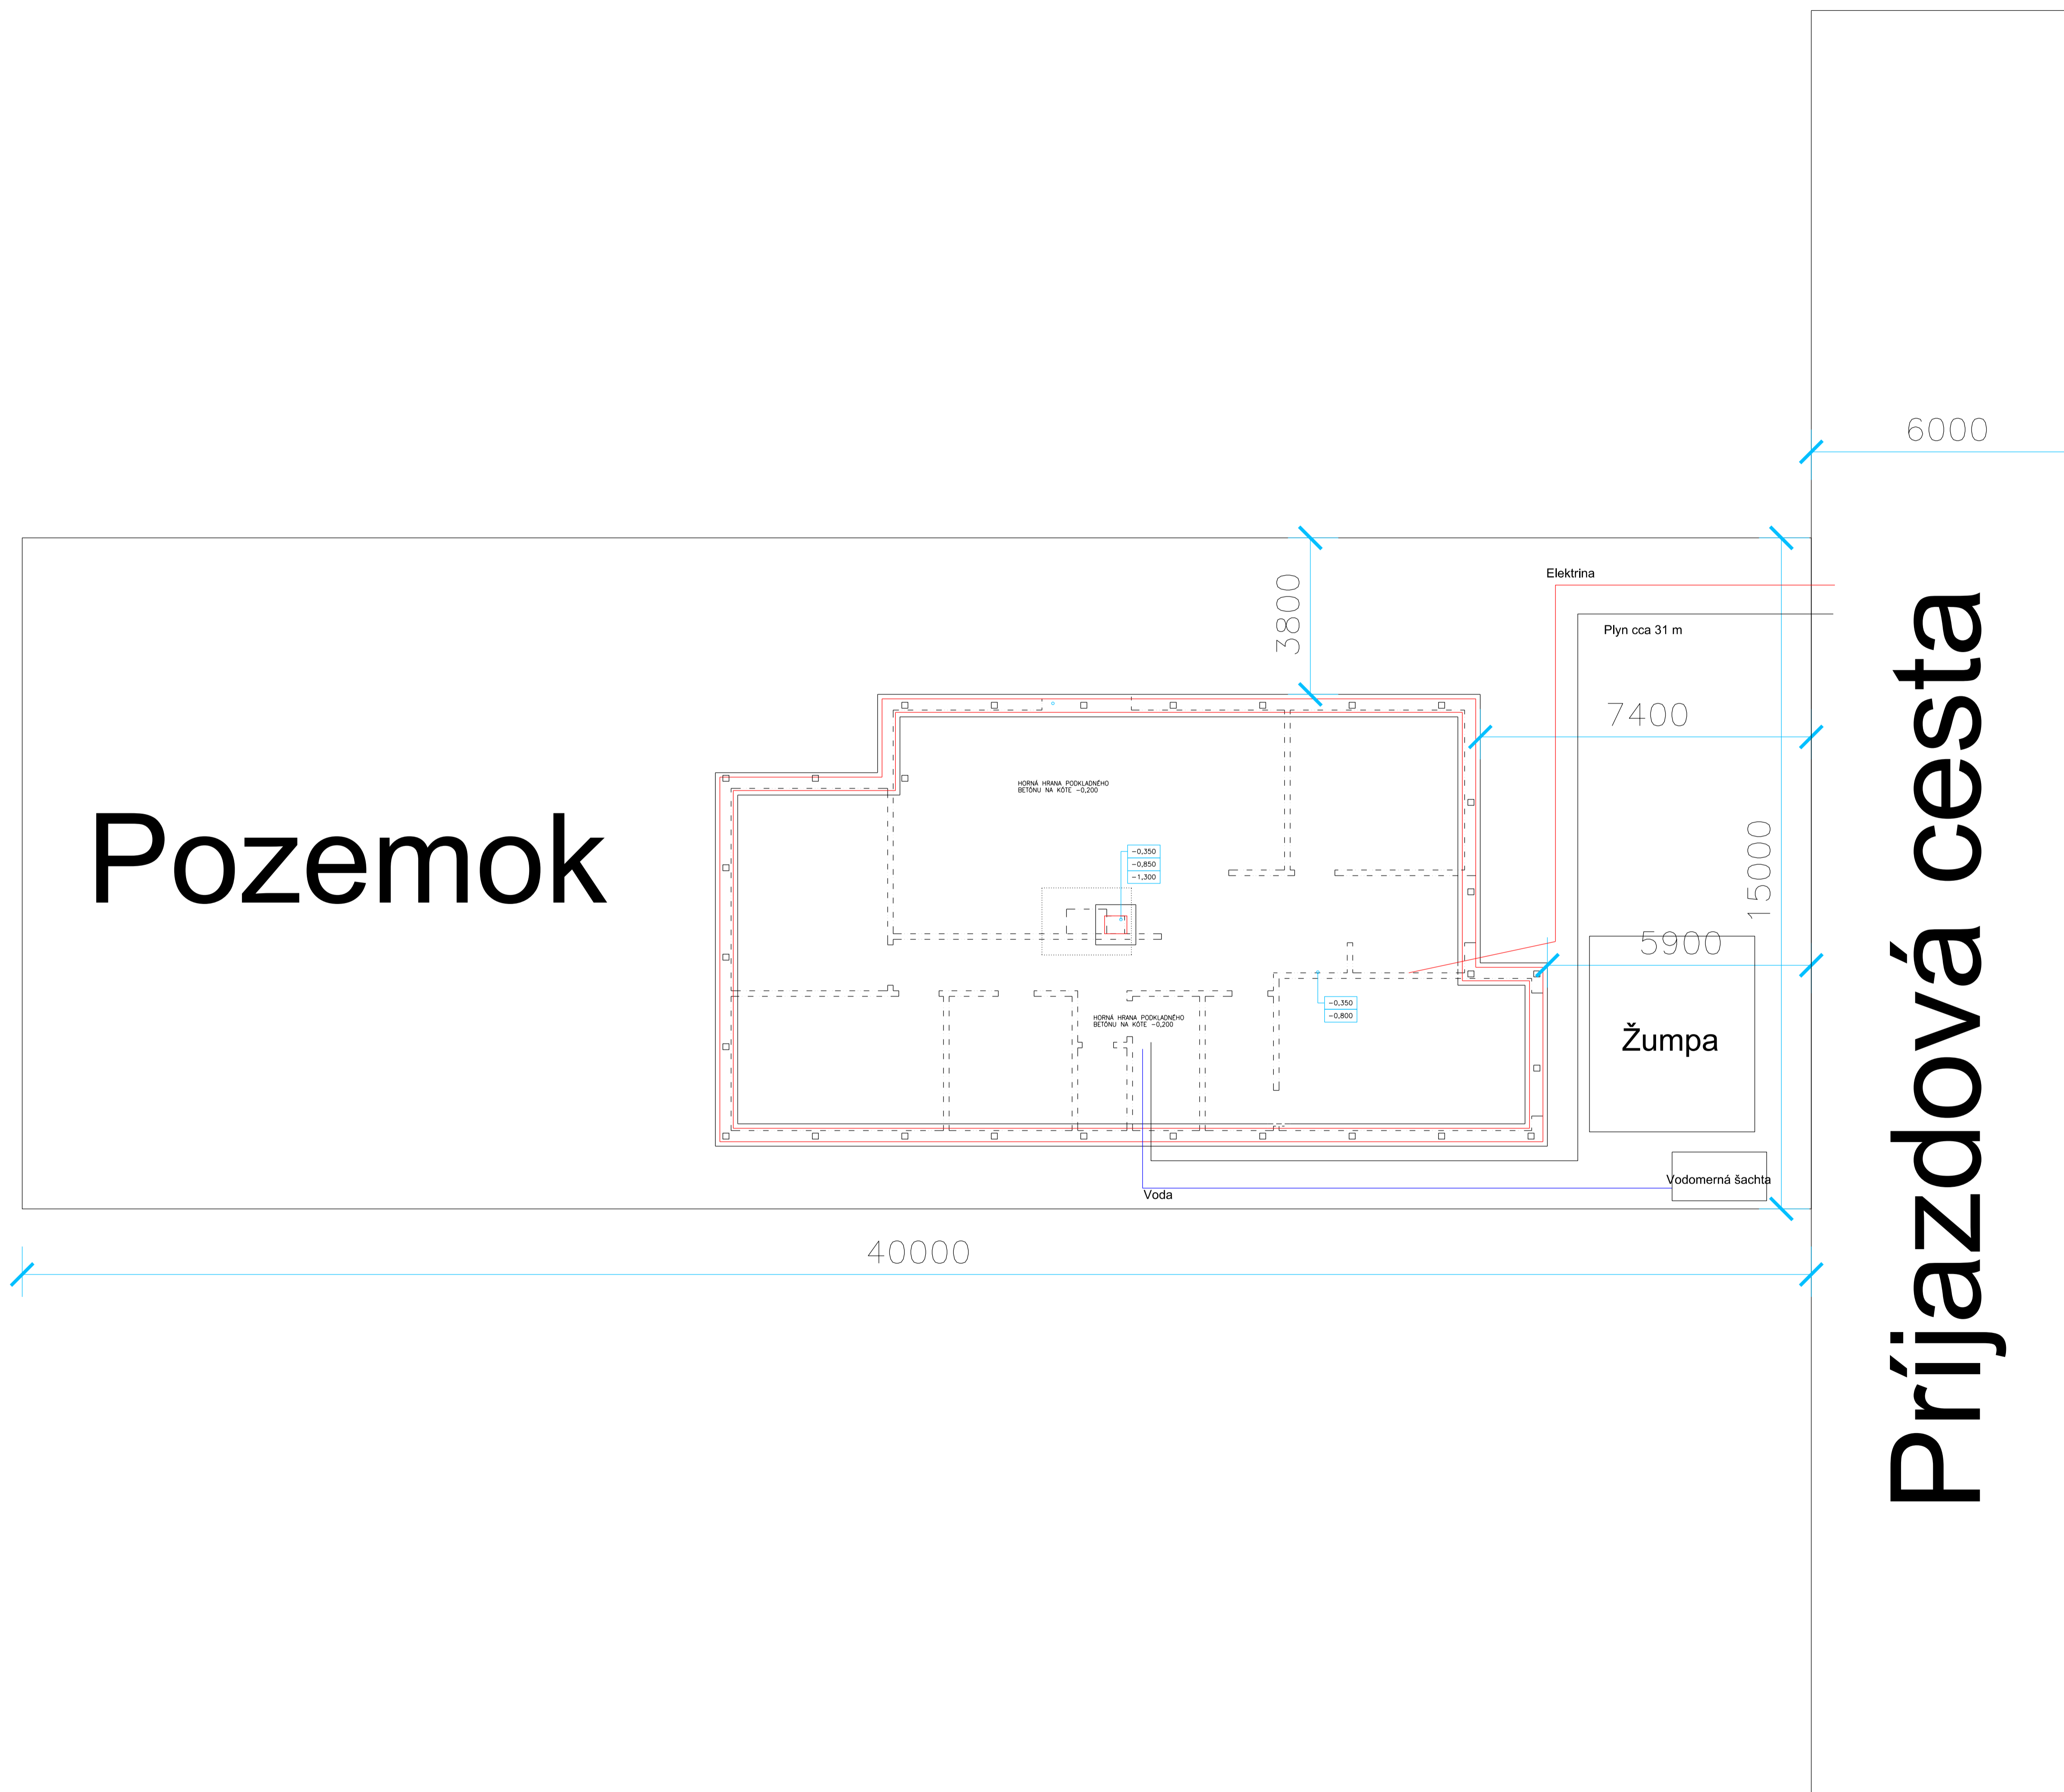 6000
Elektrina
3800
Plyn cca 31 m
7400
HORNÁ HRANA PODKLADNÉHO
BETÓNU NA KÓTE -0,200
Pozemok
-0,350
-0,850
-1,300
15000
5900
Príjazdová cesta
-0,350
-0,800
HORNÁ HRANA PODKLADNÉHO
BETÓNU NA KÓTE -0,200
Žumpa
Vodomerná šachta
Voda
40000